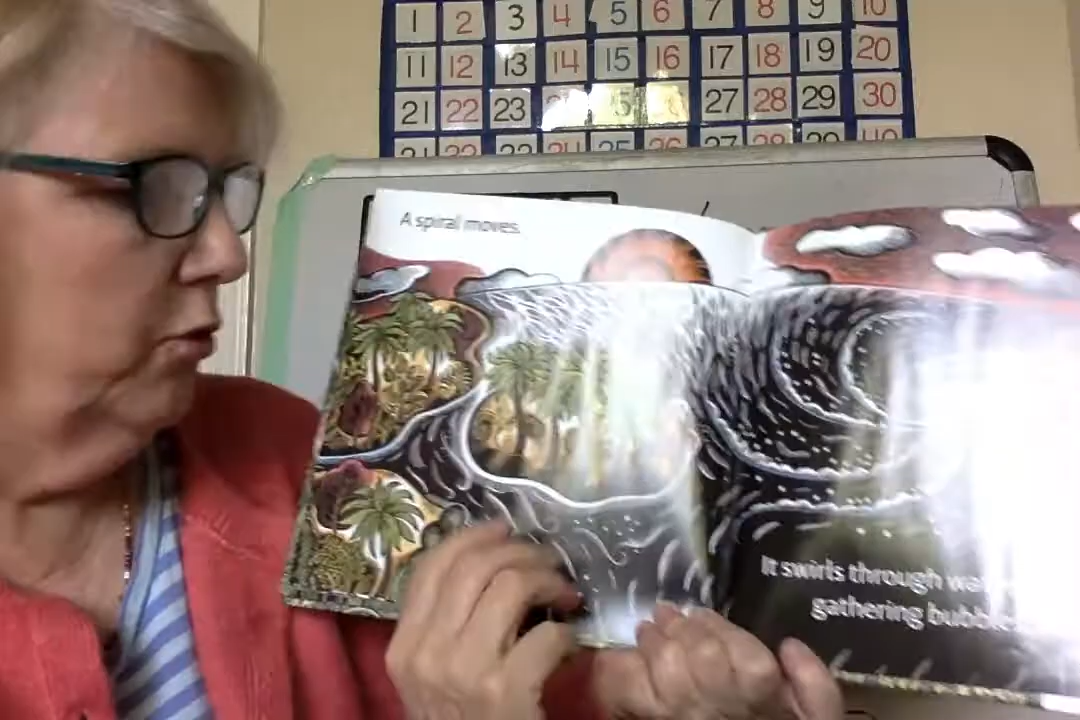 1 2 3 4 5 6 7 8 9 10
11 12 13 14 15 16 17 18 19 20
21 22 23 5 27 28 29 30
A spiral moves.
It swirls through
gathering